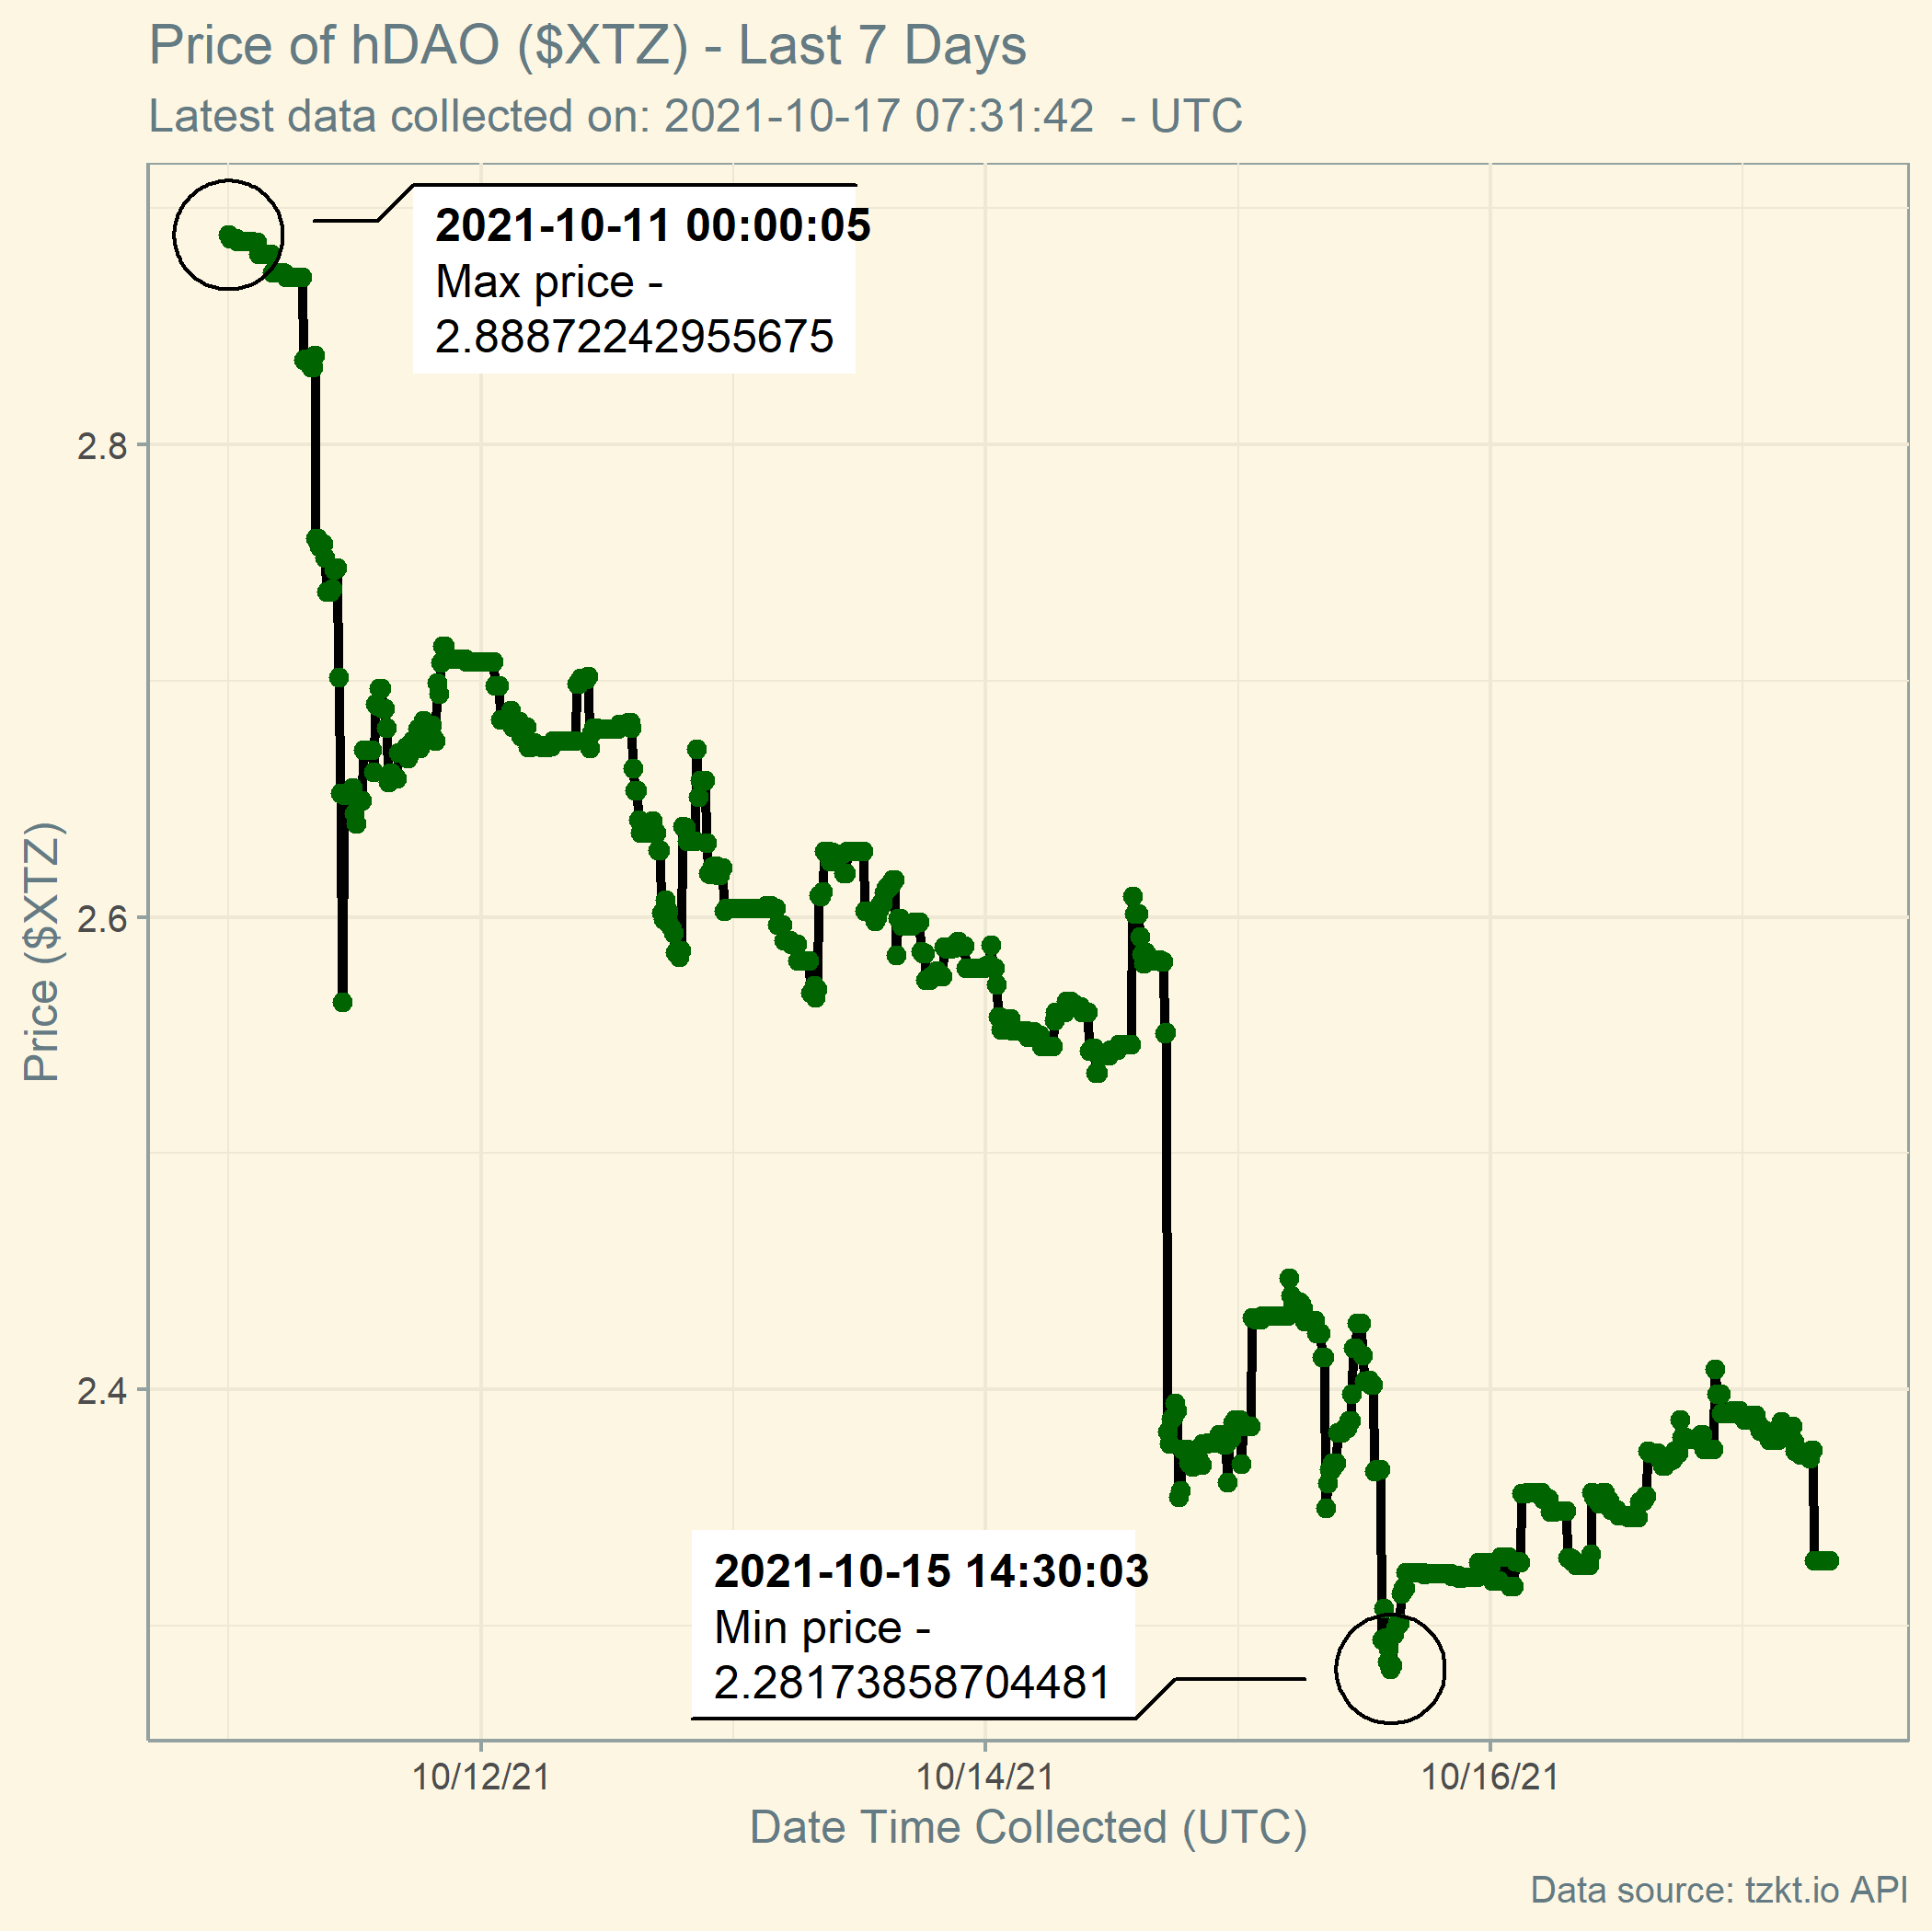 Price of hDAO ($XTZ) - Last 7 Days
Latest data collected on: 2021-10-17 07:31:42  - UTC
2021-10-11 00:00:05
Max price -
2.88872242955675
2.8
2.6
2.4
Price ($XTZ)
2021-10-15 14:30:03
Min price -
2.28173858704481
10/12/21
10/14/21
10/16/21
Date Time Collected (UTC)
Data source: tzkt.io API